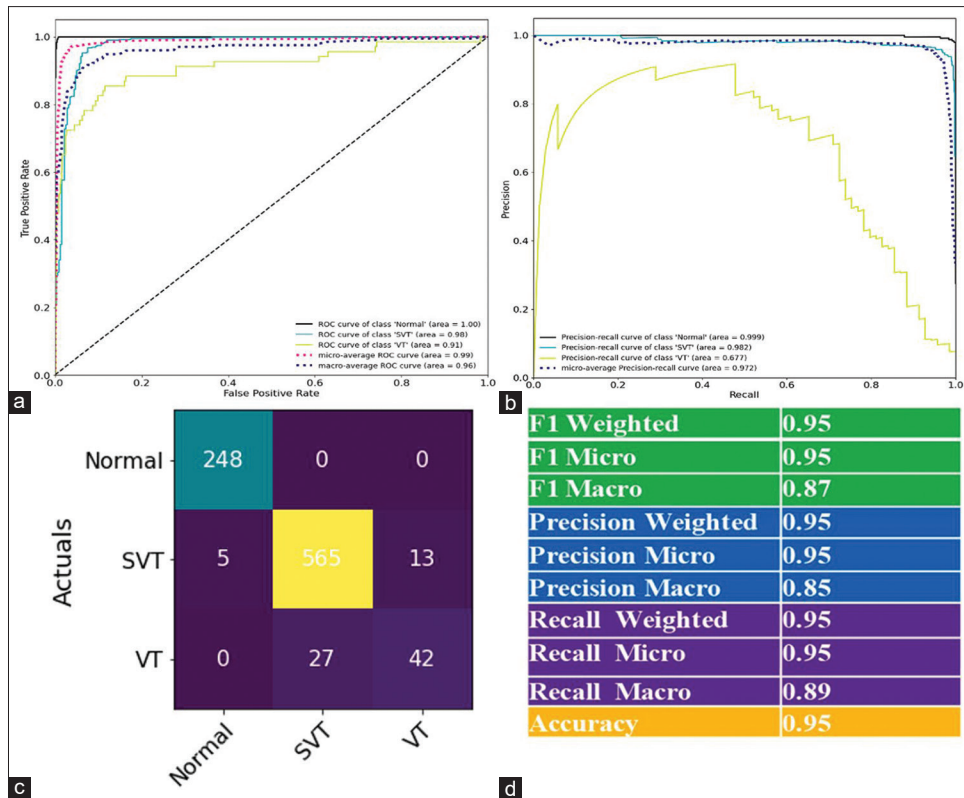 1.0
0.8
0.6
0.4
0.2
0.0
True Positive Rate
ROC curve of class 'Normal' (area = 1.00)
ROC curve of class 'SVT' (area = 0.98)
ROC curve of class 'VT' (area = 0.91)
micro-average ROC curve (area = 0.99)
macro-average ROC curve (area = 0.96)
0.0 0.2 0.4 0.6 0.8 1.0
False Positive Rate
a
1.0
0.8
0.6
0.4
0.2
0.0
Precision
Precision-recall curve of class 'Normal' (area = 0.999)
Precision-recall curve of class 'SVT' (area = 0.982)
Precision-recall curve of class 'VT' (area = 0.677)
micro-average Precision-recall curve (area = 0.972)
0.0 0.2 0.4 0.6 0.8 1.0
Recall
b
Actuals
Normal 248 0 0
SVT 5 565 13
VT 0 27 42
Normal SVT VT
c
F1 Weighted 0.95
F1 Micro 0.95
F1 Macro 0.87
Precision Weighted 0.95
Precision Micro 0.95
Precision Macro 0.85
Recall Weighted 0.95
Recall Micro 0.95
Recall Macro 0.89
Accuracy 0.95
d